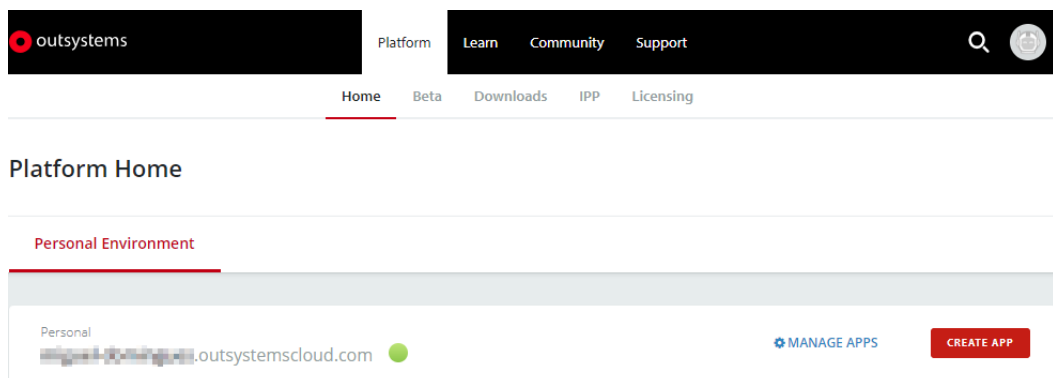 outsystems
Platform Learn Community Support
Home Beta Downloads IPP Licensing
Platform Home
Personal Environment
Personal
.outsystemscloud.com MANAGE APPS CREATE APP